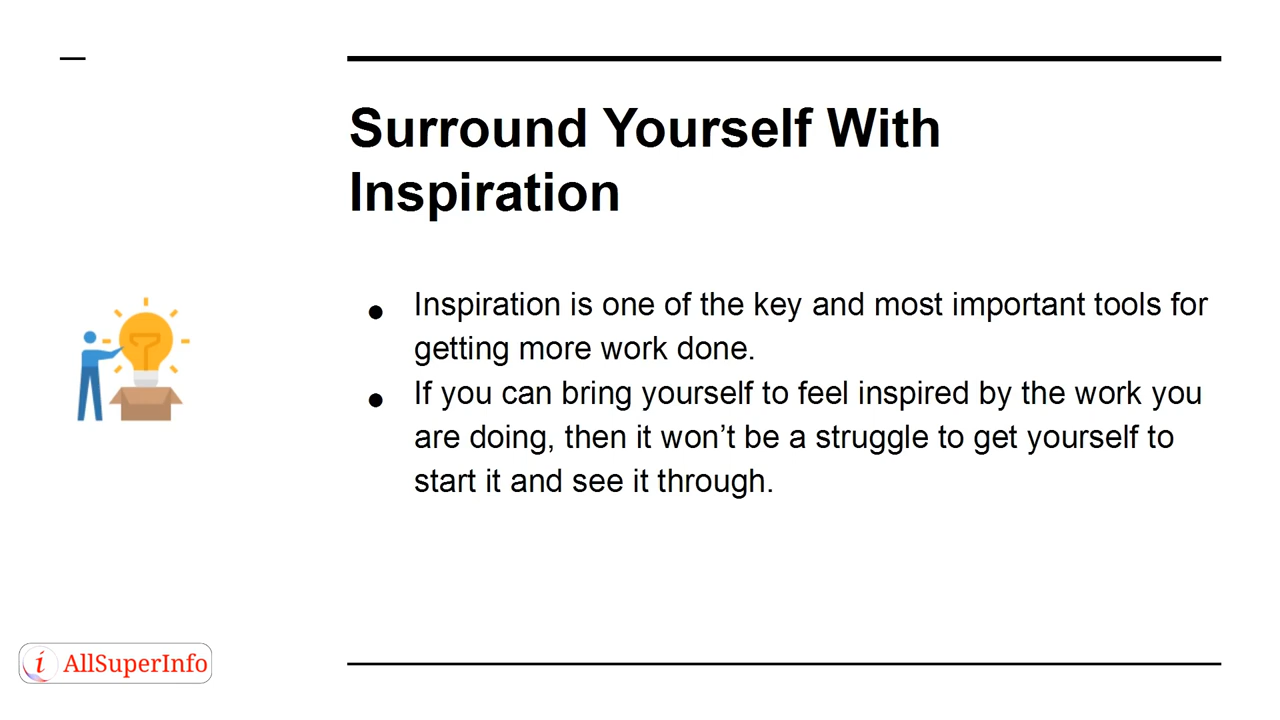 Surround Yourself With
Inspiration
● Inspiration is one of the key and most important tools for
getting more work done.
● If you can bring yourself to feel inspired by the work you
are doing, then it won’t be a struggle to get yourself to
start it and see it through.
i AllSuperInfo